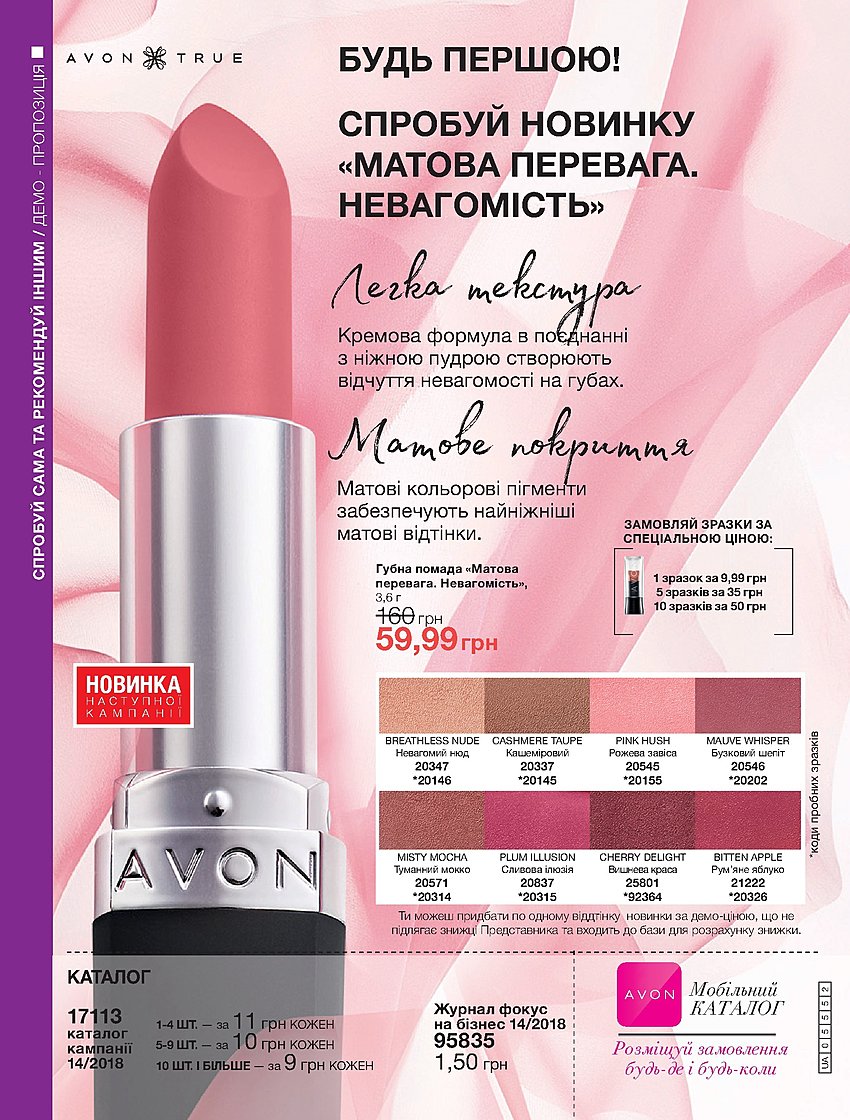 СПРОБУЙ САМА ТА РЕКОМЕНДУЙ ІНШИМ / ДЕМО - ПРОПОЗИЦІЯ
AVON TRUE
БУДЬ ПЕРШОЮ!
СПРОБУЙ НОВИНКУ
«МАТОВА ПЕРЕВАГА.
НЕВАГОМІСТЬ»
Легка текстура
Кремова формула в поєднанні
з ніжною пудрою створюють
відчуття невагомості на губах.
Матове покриття
Матові кольорові пігменти
забезпечують найніжніші
матові відтінки.
ЗАМОВЛЯЙ ЗРАЗКИ ЗА
СПЕЦІАЛЬНОЮ ЦІНОЮ:
1 зразок за 9,99 грн
5 зразків за 35 грн
10 зразків за 50 грн
Губна помада «Матова
перевага. Невагомість»,
3,6 г
160 грн
59,99 грн
НОВИНКА
НАСТУПНОЇ
КАМПАНІЇ
BREATHLESS NUDE
Невагомий нюд
20347
*20146
CASHMERE TAUPE
Кашеміровий
20337
*20145
PINK HUSH
Рожева завіса
20545
*20155
MAUVE WHISPER
Бузковий шепіт
20546
*20202
MISTY MOCHA
Туманний мокко
20571
*20314
PLUM ILLUSION
Сливова ілюзія
20837
*20315
CHERRY DELIGHT
Вишнева краса
25801
*92364
BITTEN APPLE
Рум'яне яблуко
21222
*20326
*коди пробних зразків
Ти можеш придбати по одному віддтінку новинки за демо-ціною, що не
підлягає знижці Представника та входить до бази для розрахунку знижки.
AVON
КАТАЛОГ
17113
каталог
кампанії
14/2018
1-4 ШТ. — за 11 грн КОЖЕН
5-9 ШТ. — за 10 грн КОЖЕН
10 ШТ. І БІЛЬШЕ — за 9 грн КОЖЕН
Журнал фокус
на бізнес 14/2018
95835
1,50 грн
AVON
Мобільний
КАТАЛОГ
Розміщуй замовлення
будь-де і будь-коли
UA 0 5 5 5 2